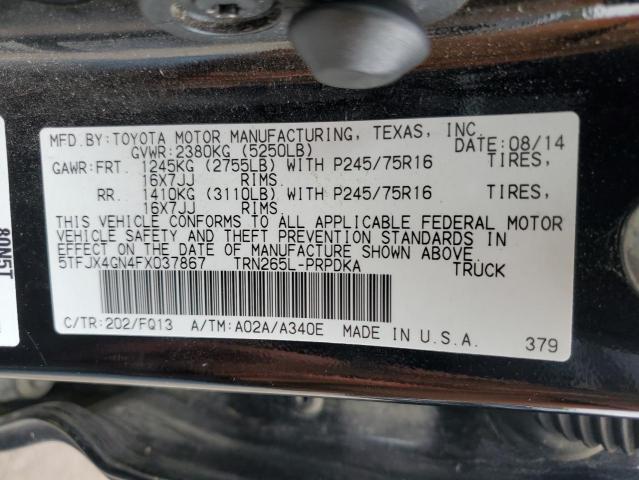 MFD.BY:TOYOTA MOTOR MANUFACTURING, TEXAS, INC.
GVWR:2380KG (5250LB) DATE:08/14
GAWR:FRT. 1245KG (2755LB) WITH P245/75R16 TIRES,
16X7JJ RIMS.
RR. 1410KG (3110LB) WITH P245/75R16 TIRES,
16X7JJ RIMS.
THIS VEHICLE CONFORMS TO ALL APPLICABLE FEDERAL MOTOR
VEHICLE SAFETY AND THEFT PREVENTION STANDARDS IN
EFFECT ON THE DATE OF MANUFACTURE SHOWN ABOVE.
5TFJX4GN4FX037867 TRN265L-PRPDKA TRUCK
C/TR:202/FQ13 A/TM:A02A/A340E MADE IN U.S.A. 379